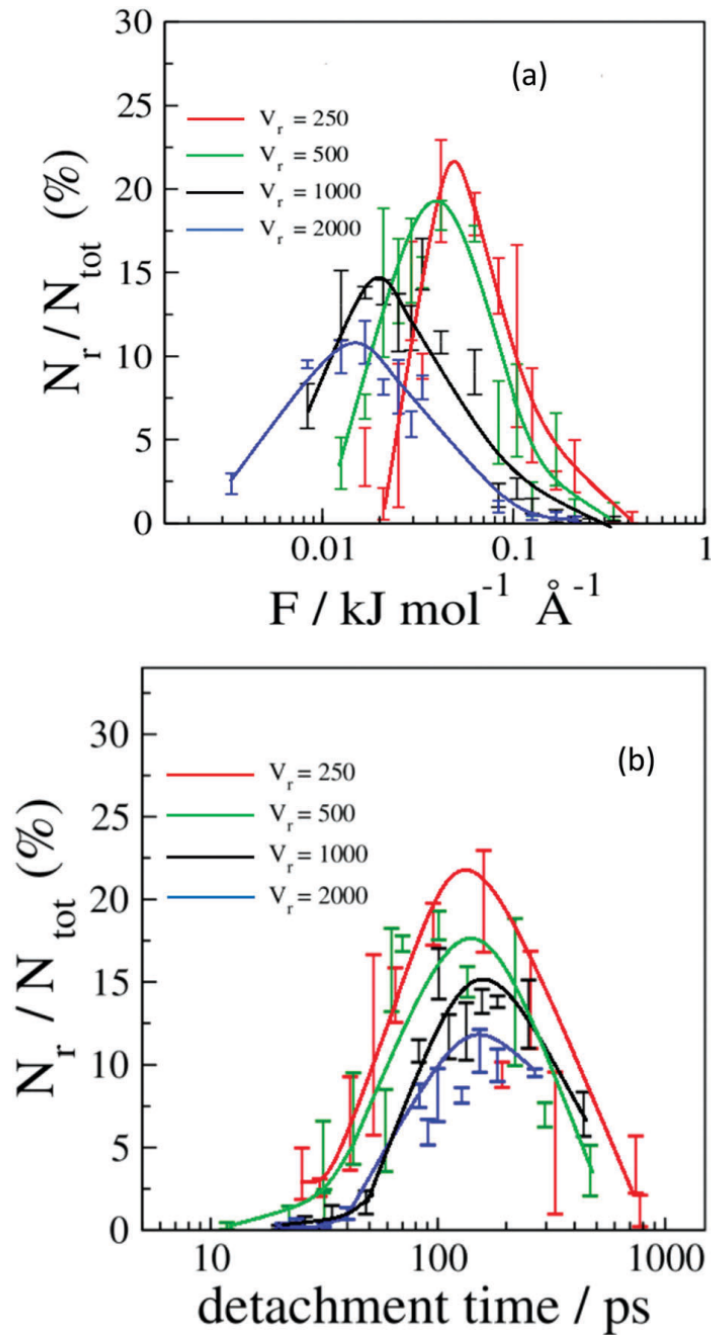 30
25
20
15
10
5
0
N_r / N_tot (%)
(a)
V_r = 250
V_r = 500
V_r = 1000
V_r = 2000
0.01 0.1 1
F / kJ mol⁻¹ Å⁻¹
30
25
20
15
10
5
0
N_r / N_tot (%)
(b)
V_r = 250
V_r = 500
V_r = 1000
V_r = 2000
10 100 1000
detachment time / ps